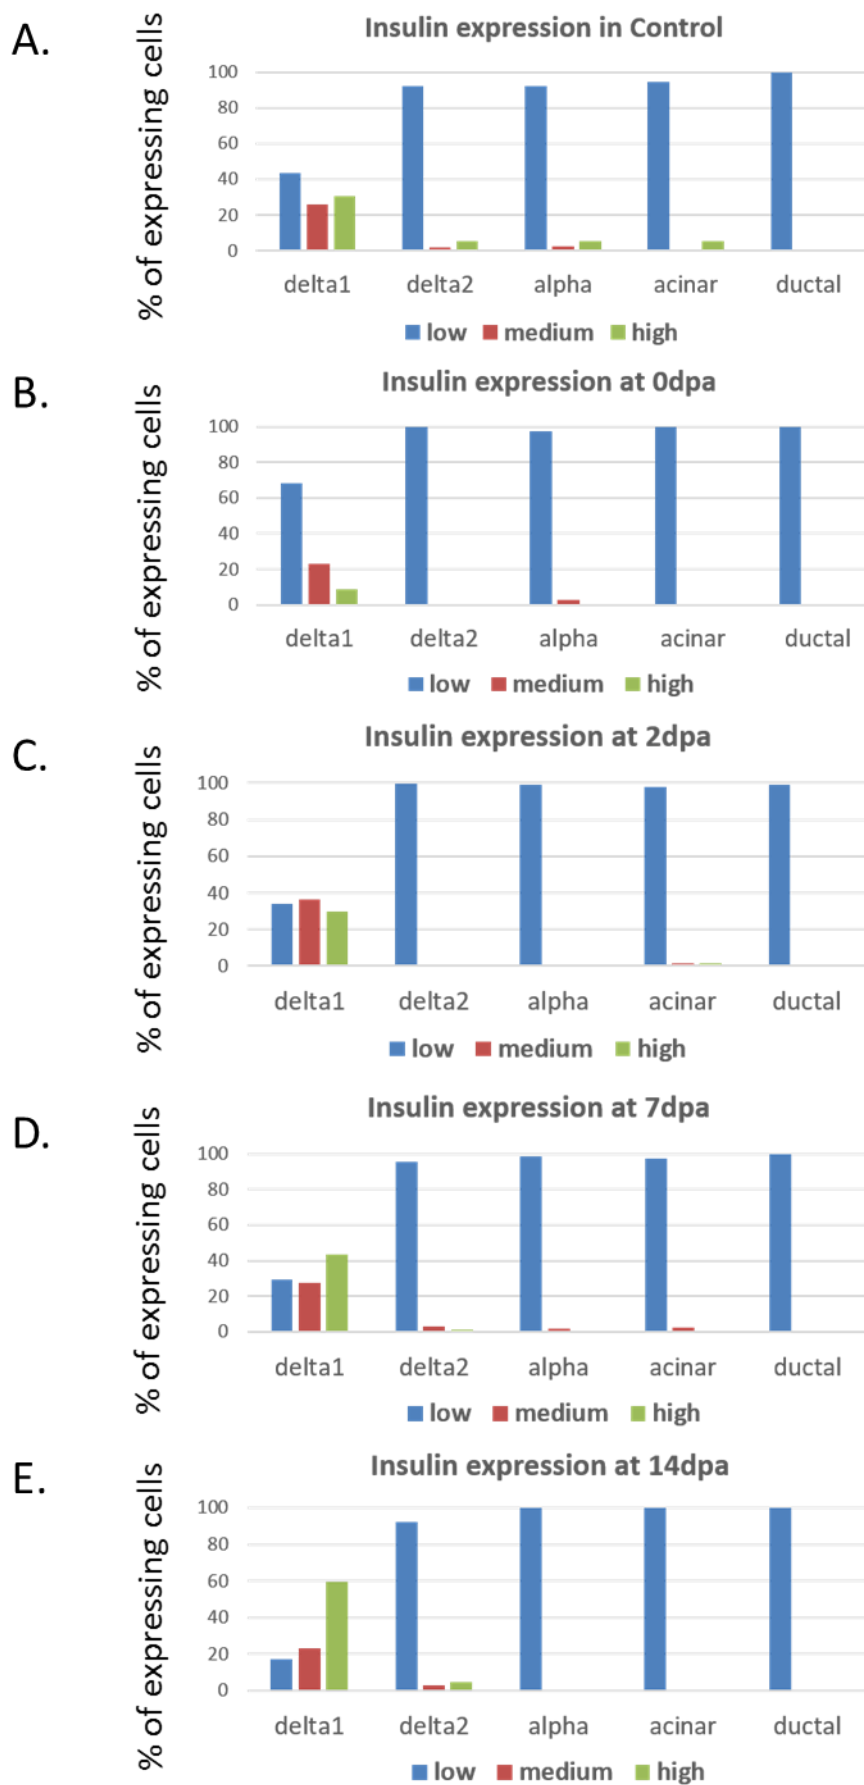 A.
Insulin expression in Control
% of expressing cells
100
80
60
40
20
0
delta1 delta2 alpha acinar ductal
low medium high
B.
Insulin expression at 0dpa
% of expressing cells
100
80
60
40
20
0
delta1 delta2 alpha acinar ductal
low medium high
C.
Insulin expression at 2dpa
% of expressing cells
100
80
60
40
20
0
delta1 delta2 alpha acinar ductal
low medium high
D.
Insulin expression at 7dpa
% of expressing cells
100
80
60
40
20
0
delta1 delta2 alpha acinar ductal
low medium high
E.
Insulin expression at 14dpa
% of expressing cells
100
80
60
40
20
0
delta1 delta2 alpha acinar ductal
low medium high